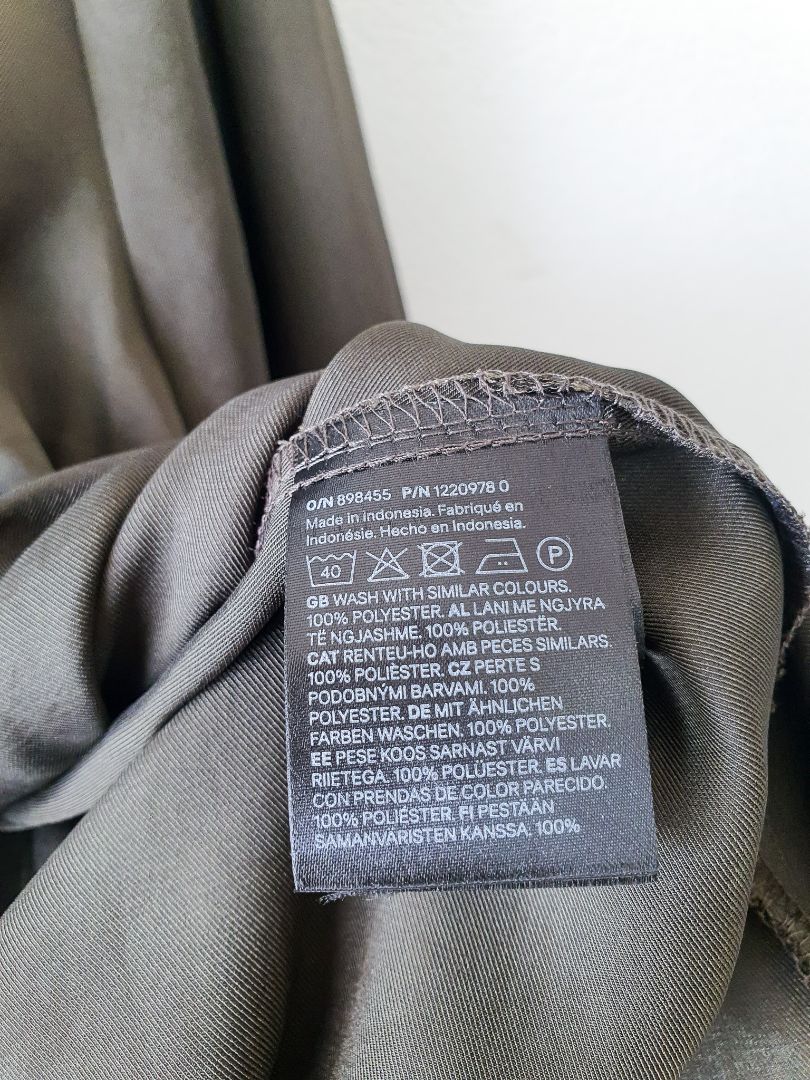 O/N 898455 P/N 1220978 0
Made in Indonesia. Fabriqué en
Indonésie. Hecho en Indonesia.
40 P
GB WASH WITH SIMILAR COLOURS.
100% POLYESTER. AL LANI ME NGJYRA
TË NGJASHME. 100% POLIESTËR.
CAT RENTEU-HO AMB PECES SIMILARS.
100% POLIÈSTER. CZ PERTE S
PODOBNÝMI BARVAMI. 100%
POLYESTER. DE MIT ÄHNLICHEN
FARBEN WASCHEN. 100% POLYESTER.
EE PESE KOOS SARNAST VÄRVI
RIIETEGA. 100% POLÜESTER. ES LAVAR
CON PRENDAS DE COLOR PARECIDO.
100% POLIÉSTER. FI PESTÄÄN
SAMANVÄRISTEN KANSSA. 100%